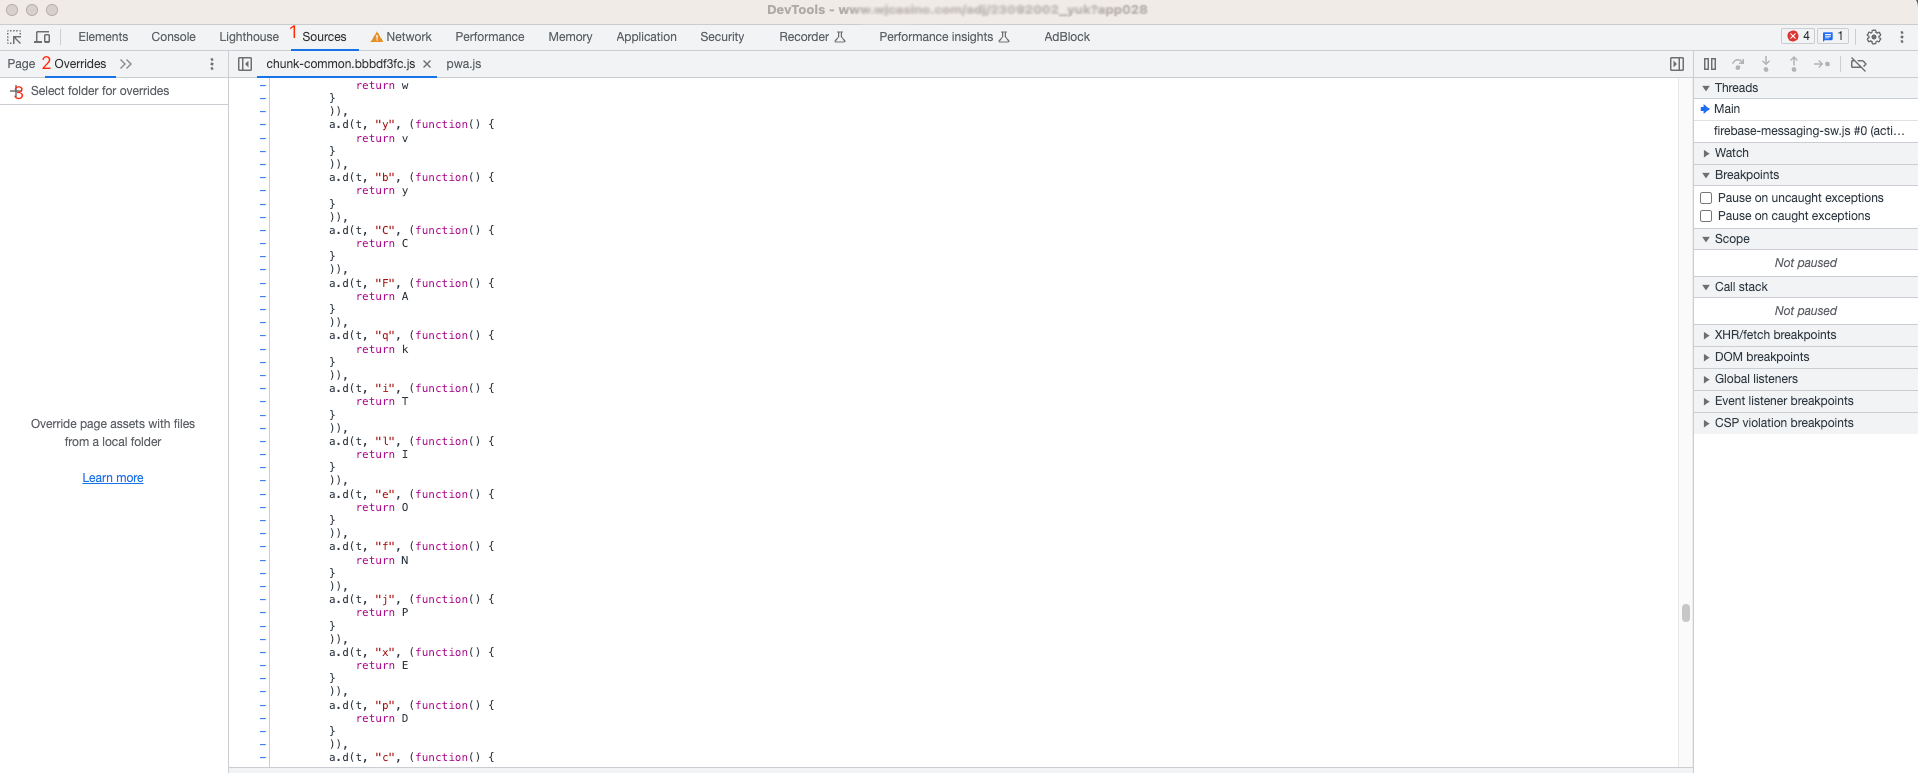 DevTools - www.wjcasino.com/adj/33092002_yuk?app028
Elements Console Lighthouse 1 Sources Network Performance Memory Application Security Recorder Performance insights AdBlock 4 1
Page 2 Overrides
chunk-common.bbbdf3fc.js × pwa.js
3 Select folder for overrides
Override page assets with files
from a local folder
Learn more
return w
}
)),
a.d(t, "y", (function() {
return v
}
)),
a.d(t, "b", (function() {
return y
}
)),
a.d(t, "C", (function() {
return C
}
)),
a.d(t, "F", (function() {
return A
}
)),
a.d(t, "q", (function() {
return k
}
)),
a.d(t, "i", (function() {
return T
}
)),
a.d(t, "l", (function() {
return I
}
)),
a.d(t, "e", (function() {
return O
}
)),
a.d(t, "f", (function() {
return N
}
)),
a.d(t, "j", (function() {
return P
}
)),
a.d(t, "x", (function() {
return E
}
)),
a.d(t, "p", (function() {
return D
}
)),
a.d(t, "c", (function() {
Threads
Main
firebase-messaging-sw.js #0 (acti...
Watch
Breakpoints
Pause on uncaught exceptions
Pause on caught exceptions
Scope
Not paused
Call stack
Not paused
XHR/fetch breakpoints
DOM breakpoints
Global listeners
Event listener breakpoints
CSP violation breakpoints